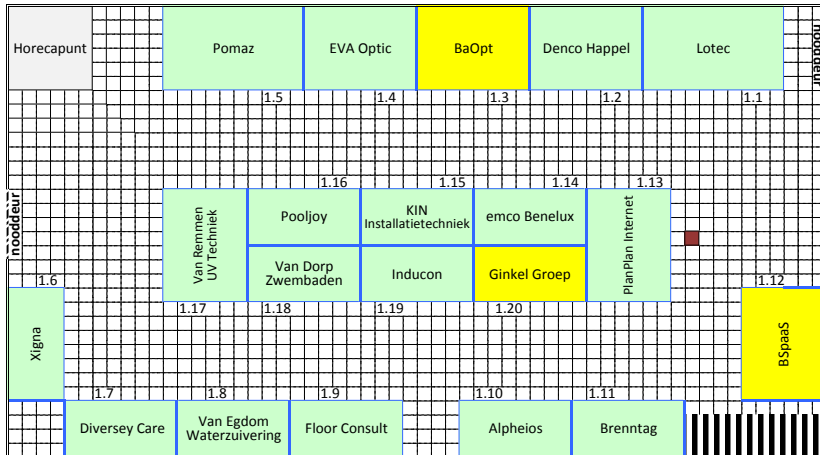 Horecapunt
Pomaz
EVA Optic
BaOpt
Denco Happel
Lotec
nooddeur
1.5
1.4
1.3
1.2
1.1
nooddeur
1.16
1.15
1.14
1.13
Van Remmen
UV Techniek
Pooljoy
KIN
Installatietechniek
emco Benelux
PlanPlan Internet
Van Dorp
Zwembaden
Inducon
Ginkel Groep
1.6
1.17
1.18
1.19
1.20
1.12
Xigna
BSpaaS
1.7
1.8
1.9
1.10
1.11
Diversey Care
Van Egdom
Waterzuivering
Floor Consult
Alpheios
Brenntag